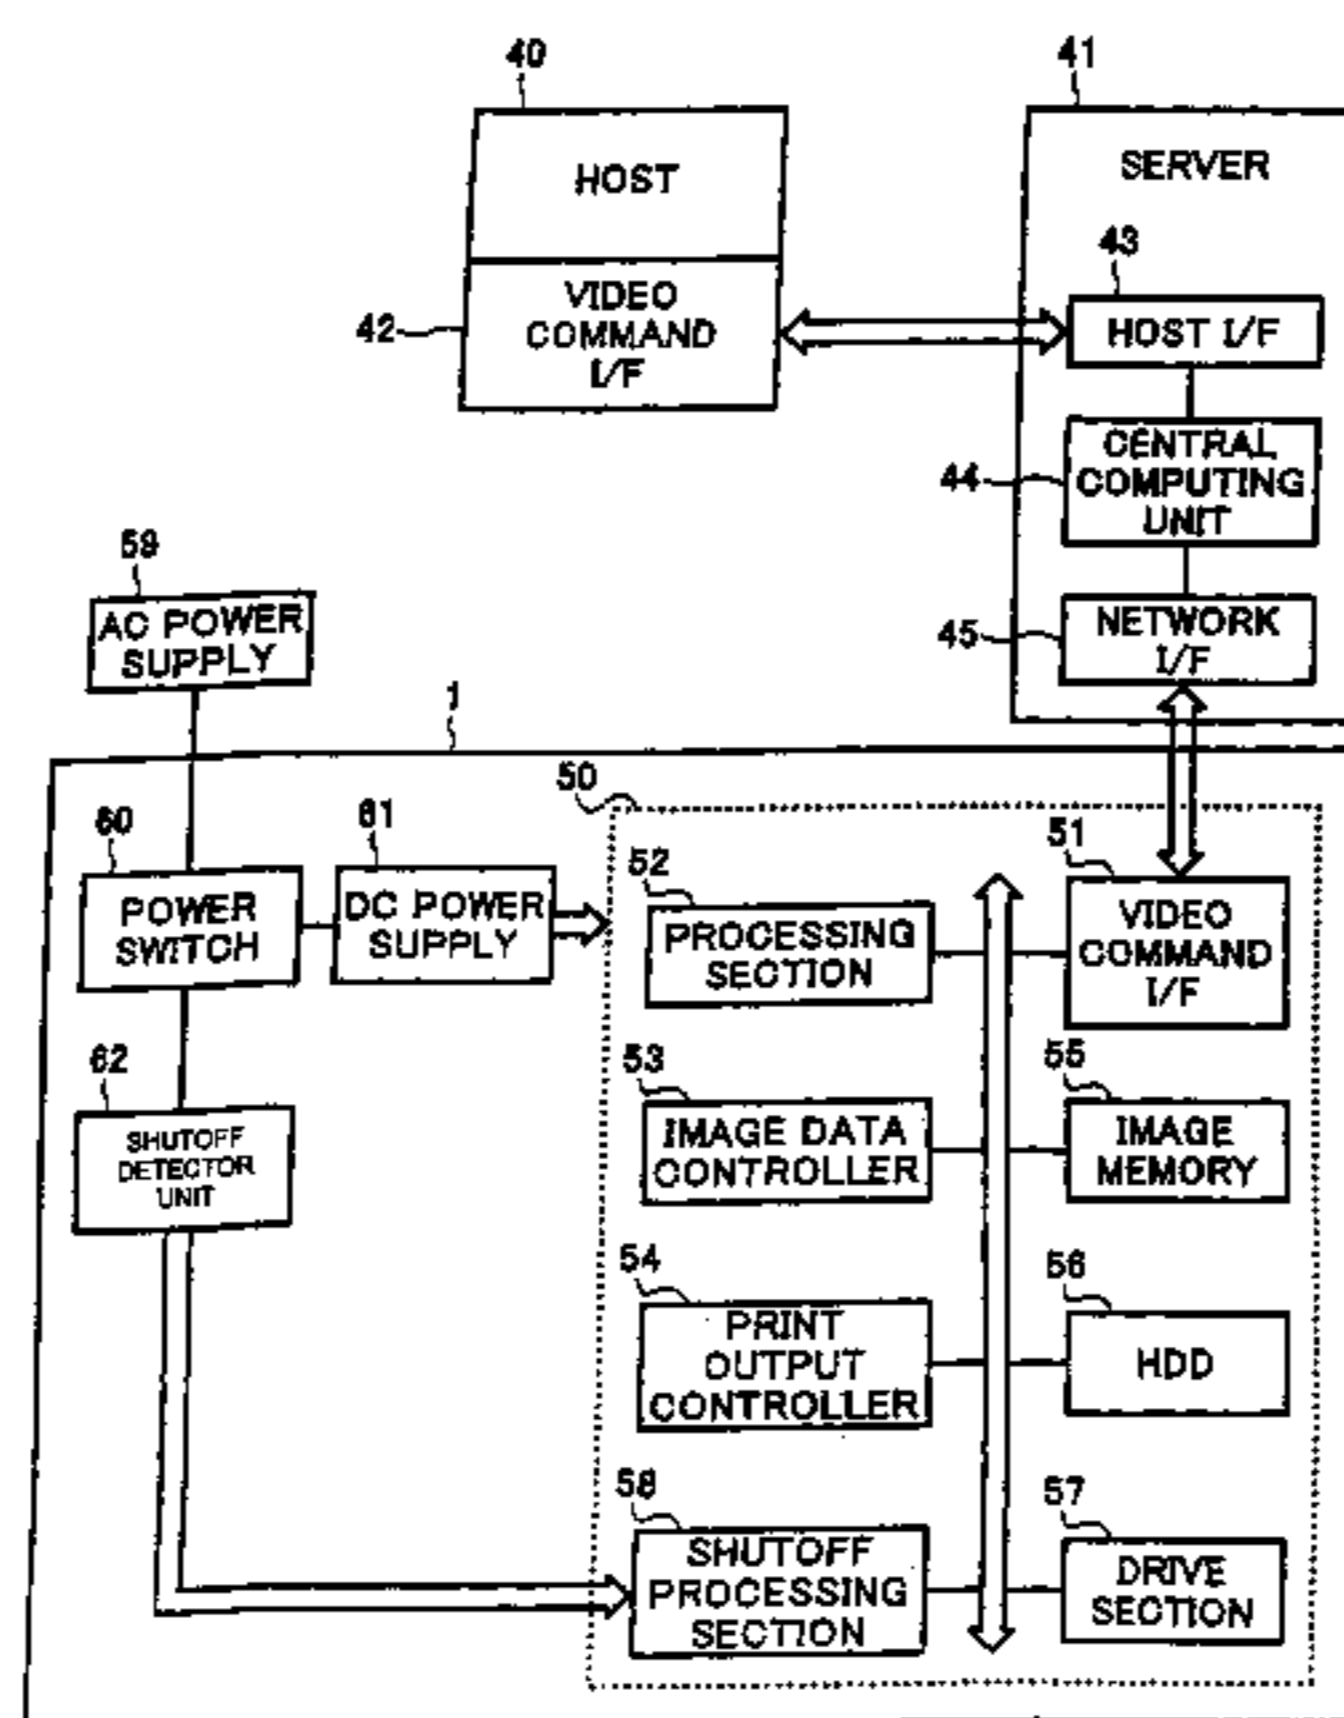 40
41
HOST
SERVER
43
42
VIDEO
COMMAND
I/F
HOST I/F
44
CENTRAL
COMPUTING
UNIT
59
AC POWER
SUPPLY
45
NETWORK
I/F
1
50
60
61
51
52
POWER
SWITCH
DC POWER
SUPPLY
PROCESSING
SECTION
VIDEO
COMMAND
I/F
62
53
55
SHUTOFF
DETECTOR
UNIT
IMAGE DATA
CONTROLLER
IMAGE
MEMORY
54
56
PRINT
OUTPUT
CONTROLLER
HDD
58
57
SHUTOFF
PROCESSING
SECTION
DRIVE
SECTION